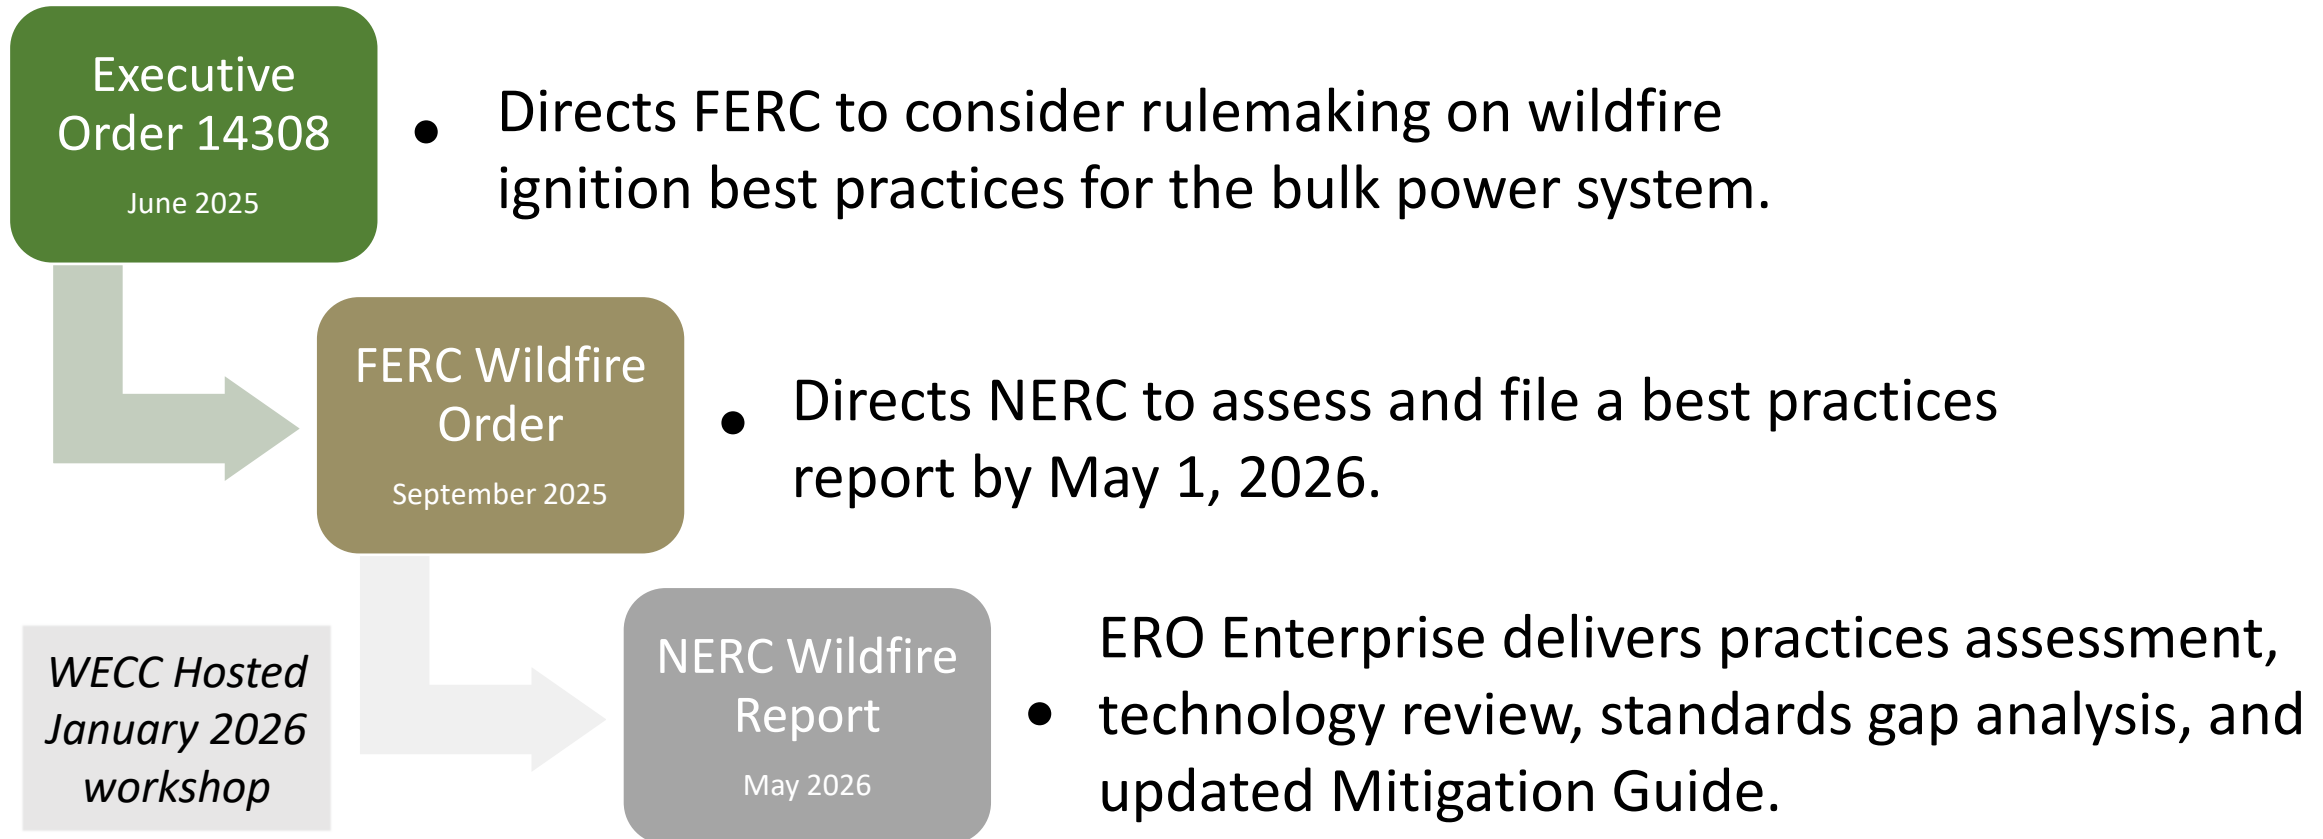 Executive
Order 14308
June 2025
• Directs FERC to consider rulemaking on wildfire
ignition best practices for the bulk power system.
FERC Wildfire
Order
September 2025
• Directs NERC to assess and file a best practices
report by May 1, 2026.
WECC Hosted
January 2026
workshop
NERC Wildfire
Report
May 2026
ERO Enterprise delivers practices assessment,
• technology review, standards gap analysis, and
updated Mitigation Guide.